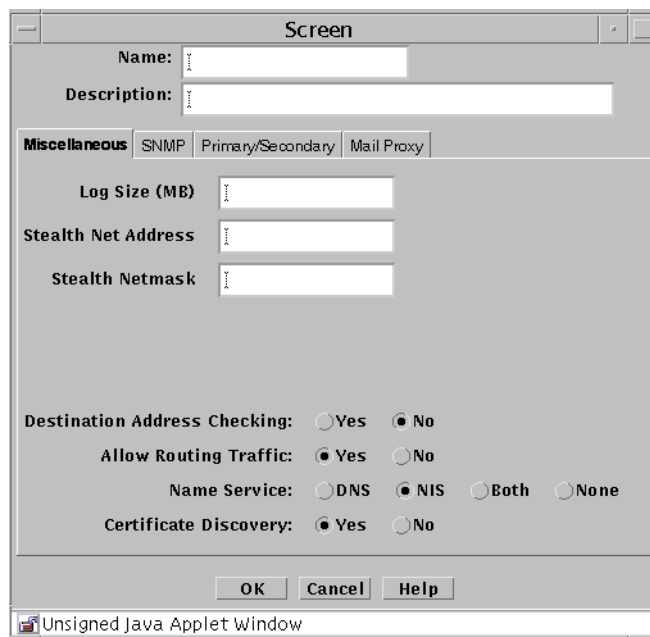 Screen
Name:
Description:
Miscellaneous SNMP Primary/Secondary Mail Proxy
Log Size (MB)
Stealth Net Address
Stealth Netmask
Destination Address Checking: Yes No
Allow Routing Traffic: Yes No
Name Service: DNS NIS Both None
Certificate Discovery: Yes No
OK Cancel Help
Unsigned Java Applet Window